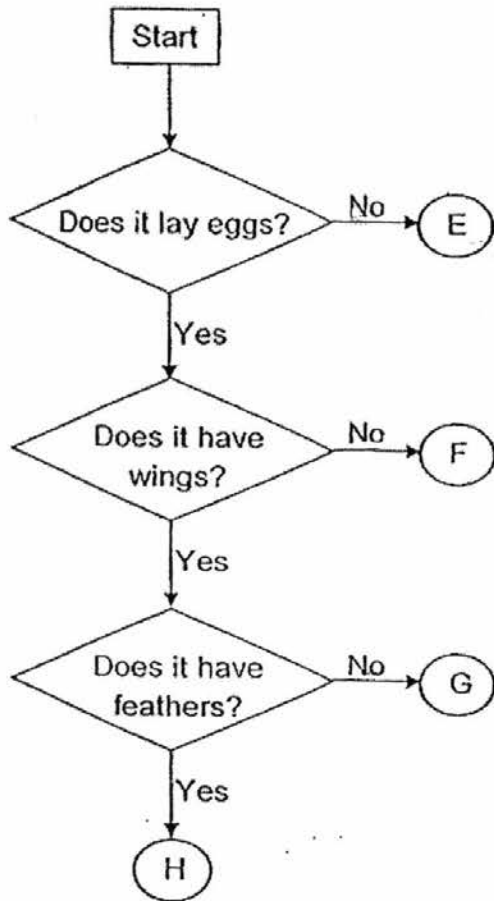 Start
Does it lay eggs?
No
E
Yes
Does it have
wings?
No
F
Yes
Does it have
feathers?
No
G
Yes
H